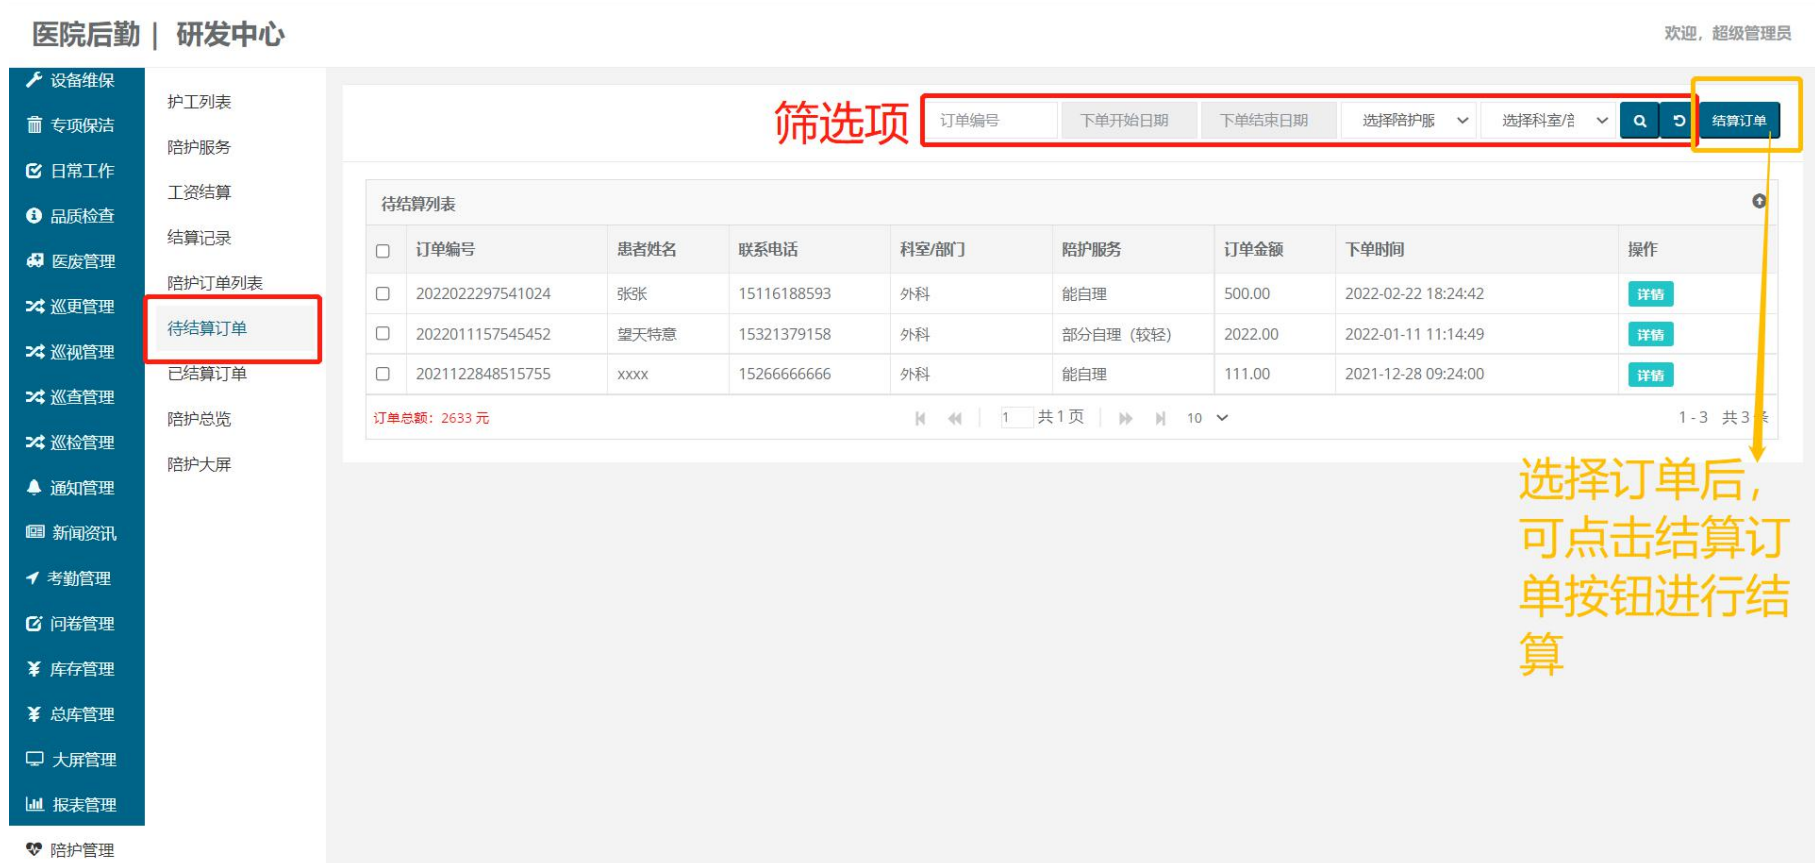 医院后勤 | 研发中心
欢迎，超级管理员
设备维保
专项保洁
日常工作
品质检查
医废管理
巡更管理
巡视管理
巡查管理
巡检管理
通知管理
新闻资讯
考勤管理
问卷管理
库存管理
总库管理
大屏管理
报表管理
陪护管理
护工列表
陪护服务
工资结算
结算记录
陪护订单列表
待结算订单
已结算订单
陪护总览
陪护大屏
筛选项 订单编号 下单开始日期 下单结束日期 选择陪护服 选择科室/ 结算订单
待结算列表
订单编号 患者姓名 联系电话 科室/部门 陪护服务 订单金额 下单时间 操作
2022022297541024 张张 15116188593 外科 能自理 500.00 2022-02-22 18:24:42 详情
2022011157545452 望天特意 15321379158 外科 部分自理（较轻） 2022.00 2022-01-11 11:14:49 详情
2021122848515755 xxxx 15266666666 外科 能自理 111.00 2021-12-28 09:24:00 详情
订单总额：2633 元 1 共 1 页 10 1 - 3 共 3 条
选择订单后，
可点击结算订
单按钮进行结
算